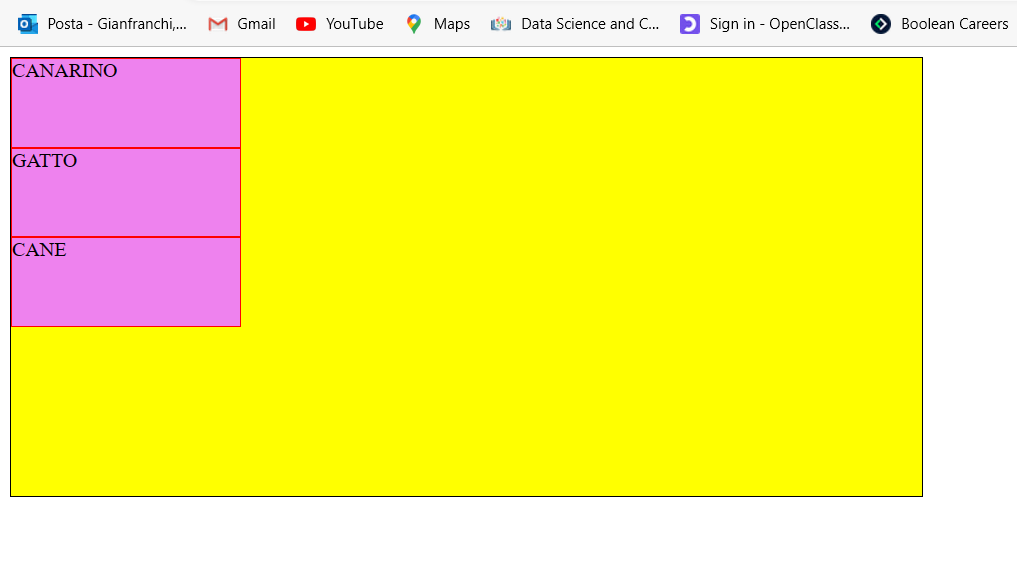 Posta - Gianfranchi,... Gmail YouTube Maps Data Science and C... Sign in - OpenClass... Boolean Careers
CANARINO
GATTO
CANE